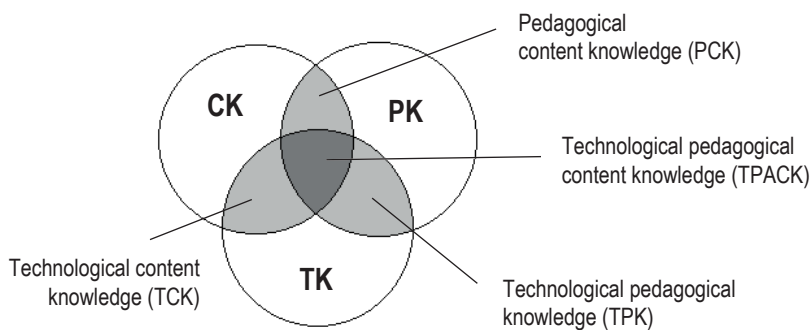 Pedagogical
content knowledge (PCK)
CK
PK
Technological pedagogical
content knowledge (TPACK)
Technological content
knowledge (TCK)
TK
Technological pedagogical
knowledge (TPK)